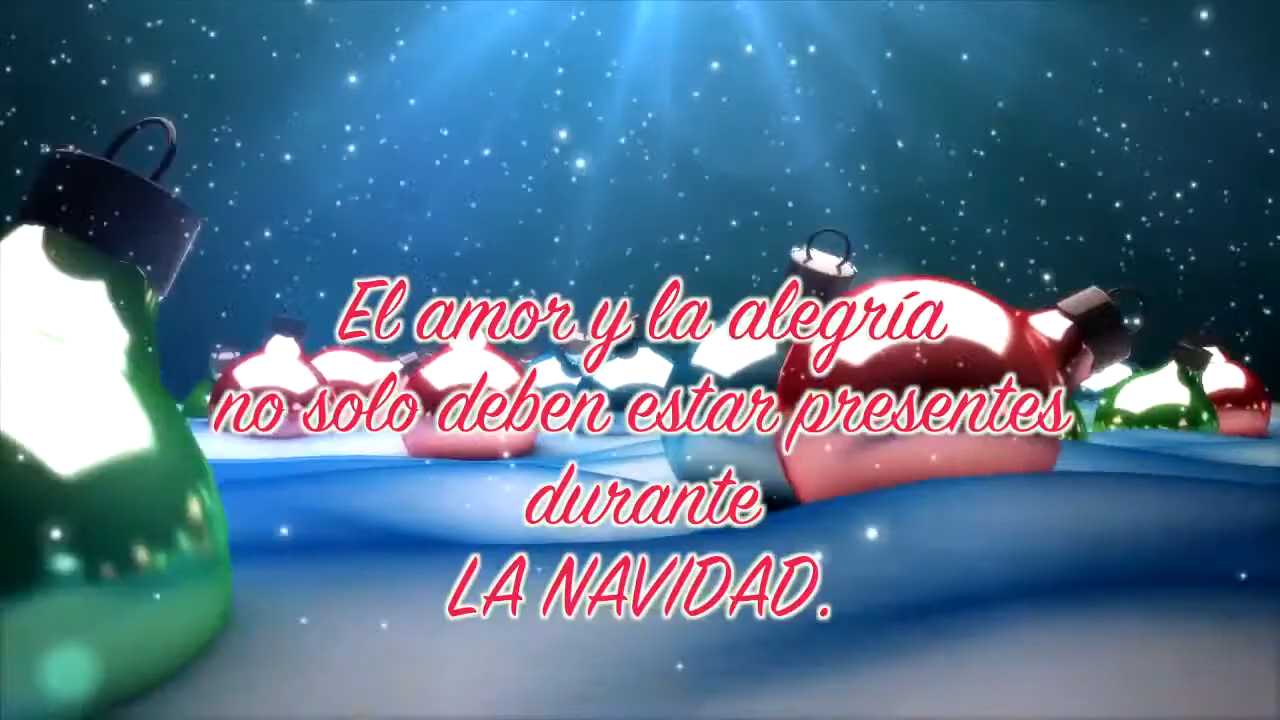 El amor y la alegría
no solo deben estar presentes
durante
LA NAVIDAD.